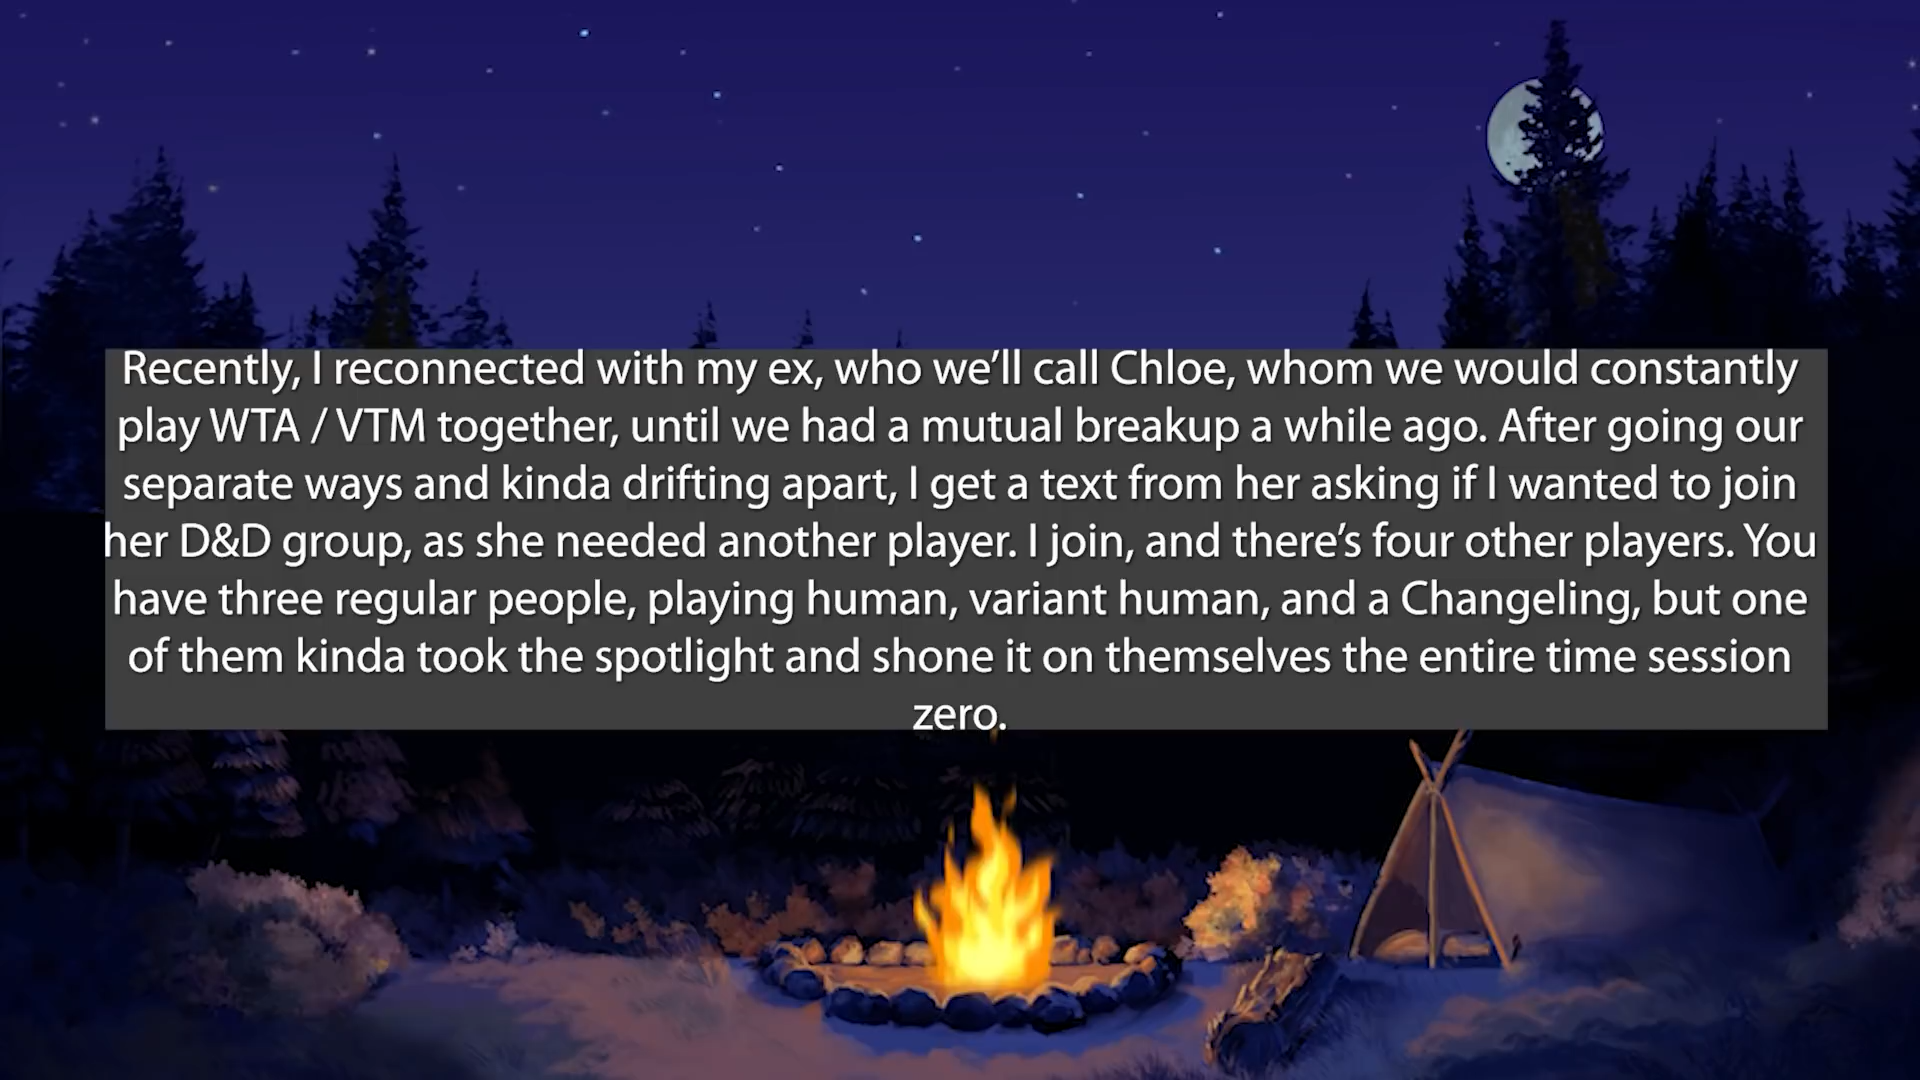 Recently, I reconnected with my ex, who we’ll call Chloe, whom we would constantly
play WTA / VTM together, until we had a mutual breakup a while ago. After going our
separate ways and kinda drifting apart, I get a text from her asking if I wanted to join
her D&D group, as she needed another player. I join, and there’s four other players. You
have three regular people, playing human, variant human, and a Changeling, but one
of them kinda took the spotlight and shone it on themselves the entire time session
zero.